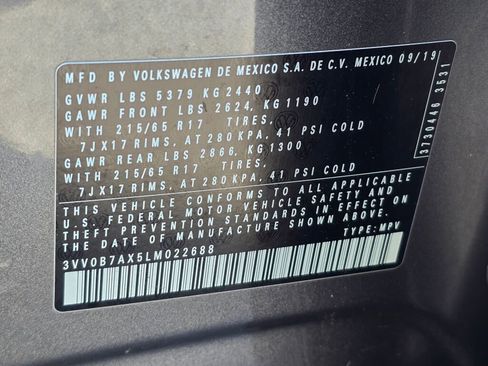 MFD BY VOLKSWAGEN DE MEXICO S.A. DE C.V. MEXICO 09/19
GVWR LBS 5379 KG 2440
GAWR FRONT LBS 2624, KG 1190
WITH 215/65 R17 TIRES,
7JX17 RIMS, AT 280 KPA, 41 PSI COLD
GAWR REAR LBS 2866, KG 1300
WITH 215/65 R17 TIRES,
7JX17 RIMS, AT 280 KPA, 41 PSI COLD
THIS VEHICLE CONFORMS TO ALL APPLICABLE
U.S. FEDERAL MOTOR VEHICLE SAFETY AND
THEFT PREVENTION STANDARDS IN EFFECT ON
THE DATE OF MANUFACTURE SHOWN ABOVE.
3VV0B7AX5LM022688 TYPE: MPV
3730446 3531